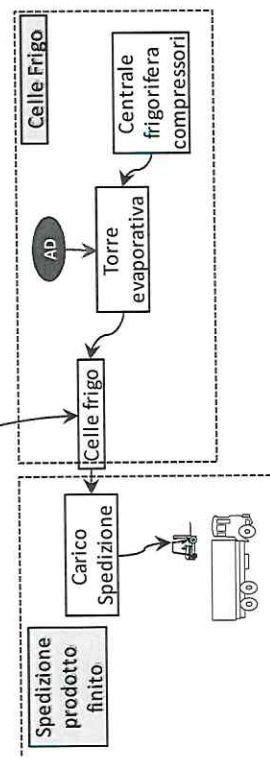 Celle Frigo
Centrale
frigorifera
compressori
AD
Torre
evaporativa
Celle frigo
Carico
Spedizione
Spedizione
prodotto
finito